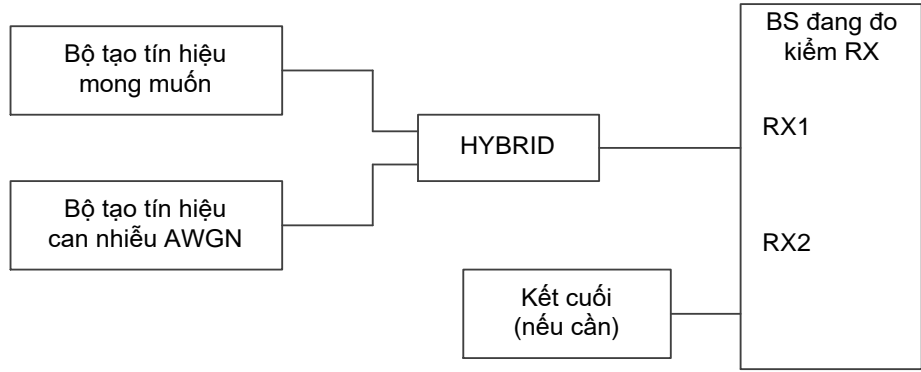 Bộ tạo tín hiệu
mong muốn
Bộ tạo tín hiệu
can nhiễu AWGN
HYBRID
Kết cuối
(nếu cần)
BS đang đo
kiểm RX
RX1
RX2